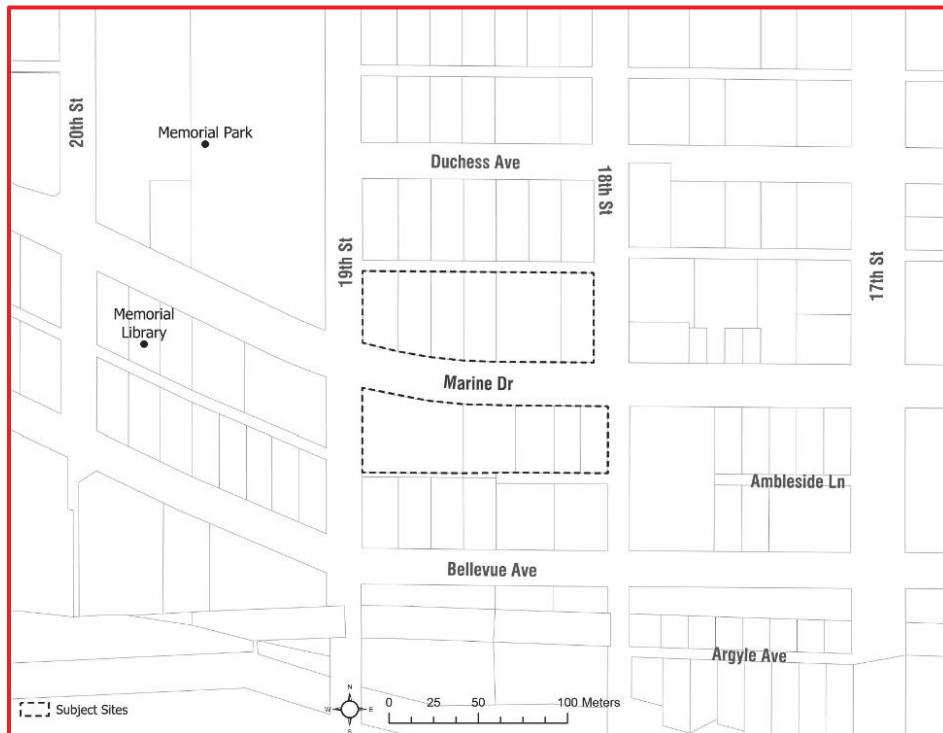 20th St
Memorial Park
Duchess Ave
18th St
19th St
17th St
Memorial
Library
Marine Dr
Ambleside Ln
Bellevue Ave
Argyle Ave
Subject Sites
N
W
E
S
0 25 50 100 Meters